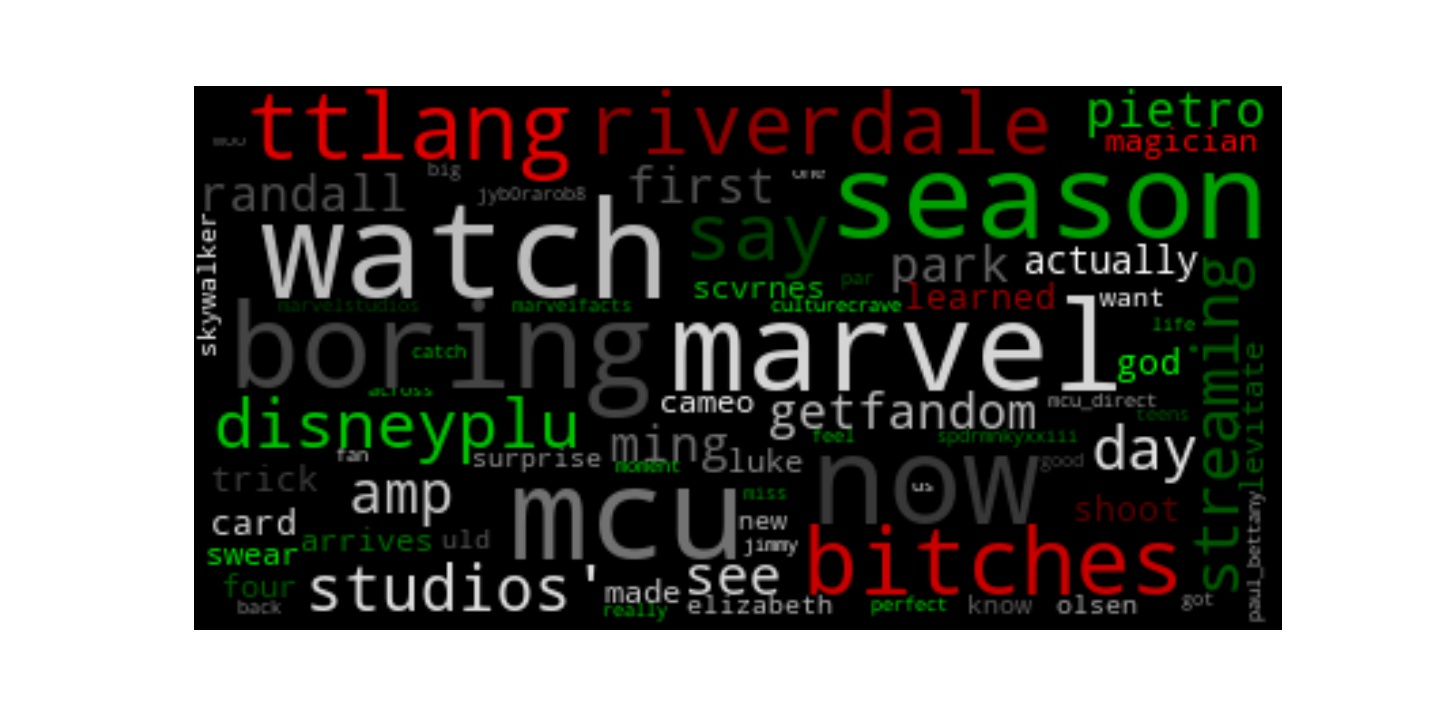 ttlang riverdale pietro
magician
big
randall
jyb0rarob8
first
one
season
skywalker
watch
say
park
actually
scvrnes
par
learned
want
marvelstudios
marveifacts
culturecrave
streaming
boring
catch
marvel
life
god
levitate
across
disneyplu
cameo
getfandom
mcu_direct
teens
fan
surprise
ming
moment
luke
feel
spdrmnkyxxiii
good
day
trick
amp
mcu
miss
now
us
shoot
card
new
swear
arrives
uld
jimmy
bitches
paul_bettany
four
studios'
made
see
back
really
elizabeth
perfect
know
olsen
got